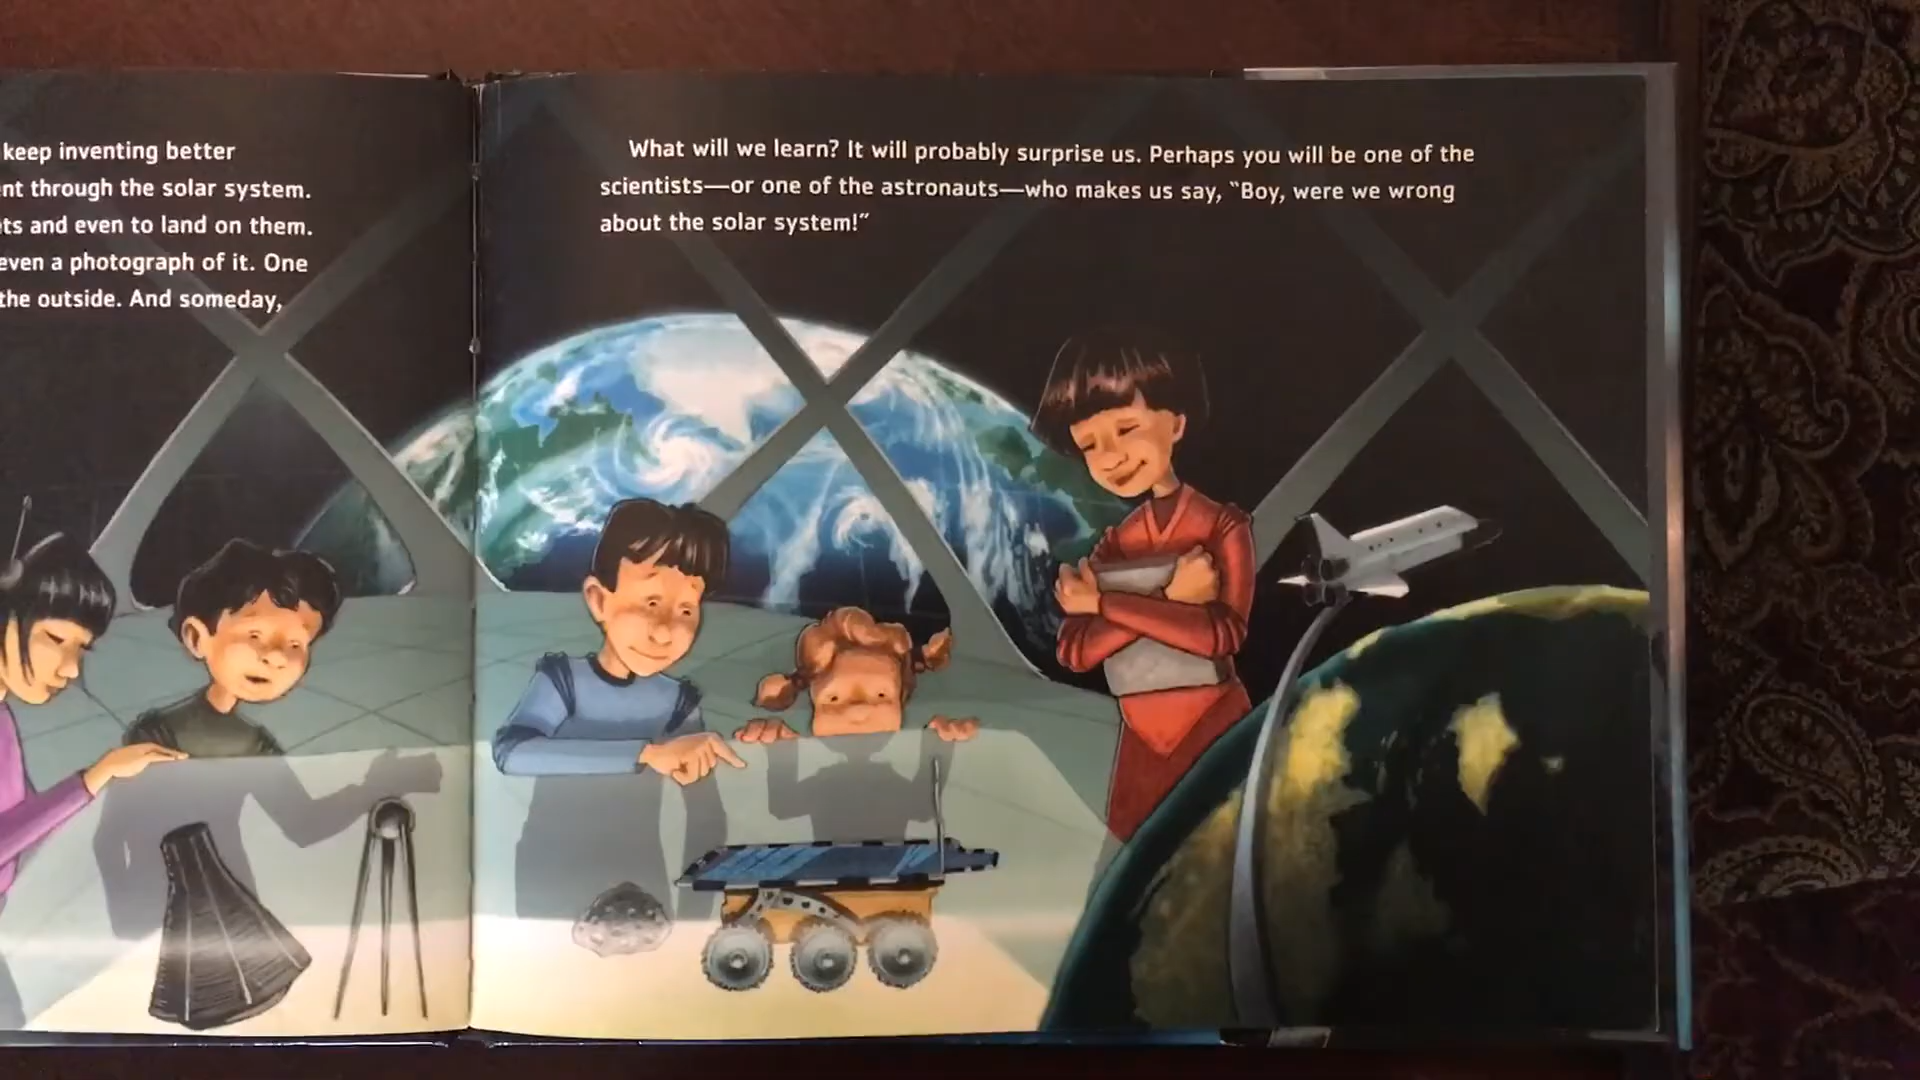 keep inventing better
through the solar system.
and even to land on them.
even a photograph of it. One
the outside. And someday,
What will we learn? It will probably surprise us. Perhaps you will be one of the
scientists—or one of the astronauts—who makes us say, “Boy, were we wrong
about the solar system!”